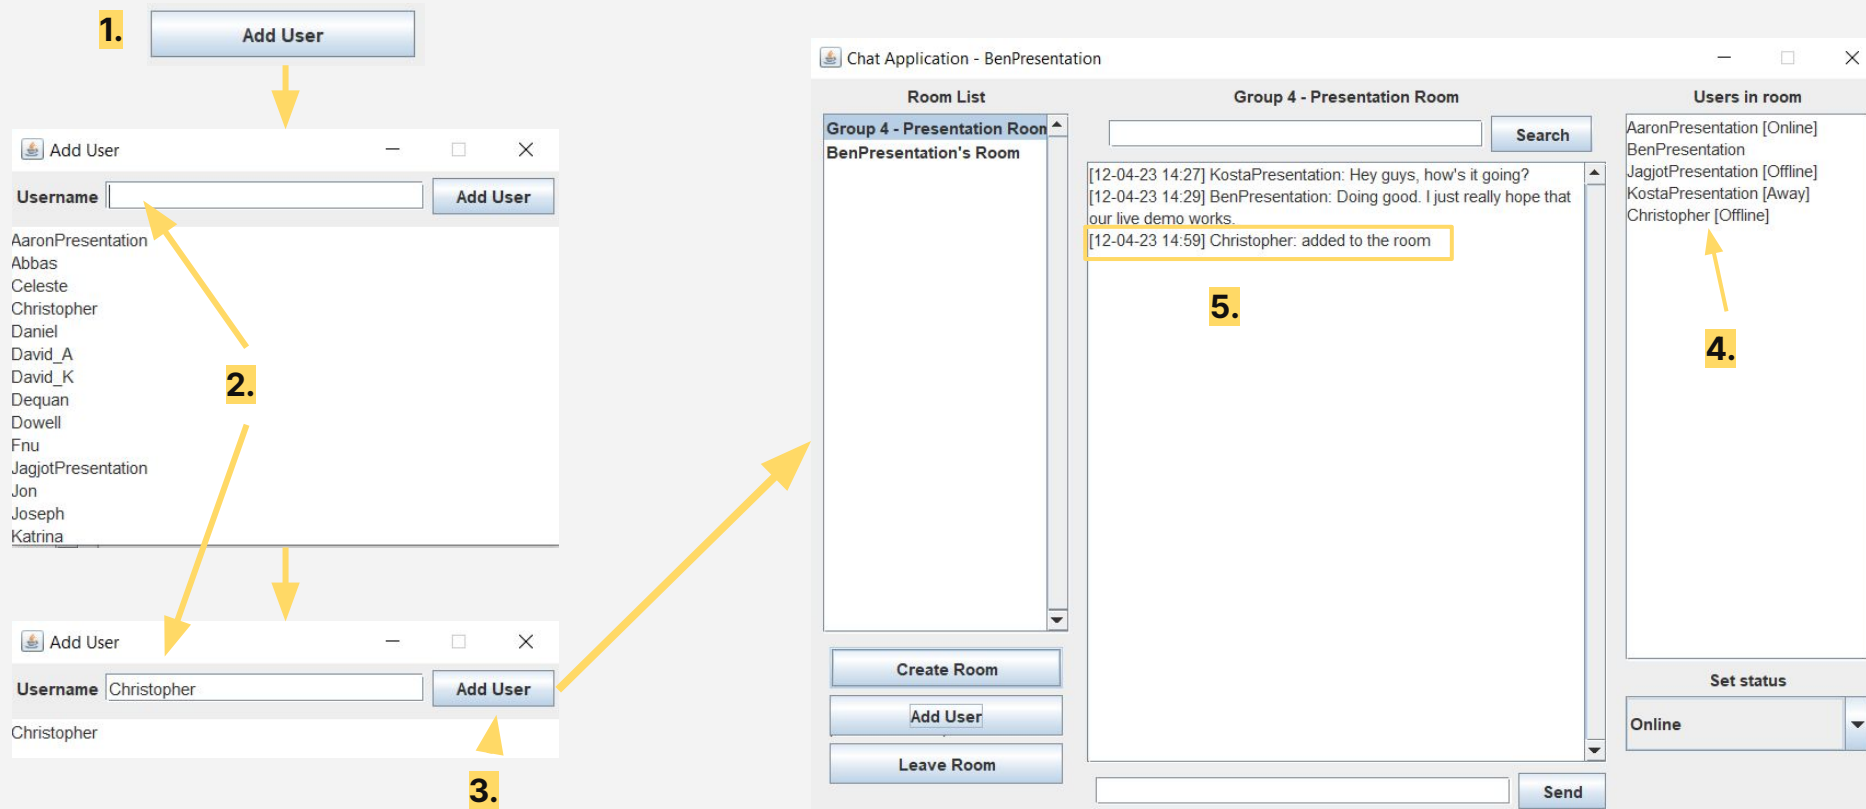 1.
Add User
Add User
Username
Add User
AaronPresentation
Abbas
Celeste
Christopher
Daniel
David_A
David_K
Dequan
Dowell
Fnu
JagjotPresentation
Jon
Joseph
Katrina
2.
Add User
Username Christopher Add User
Christopher
3.
Chat Application - BenPresentation
Room List
Group 4 - Presentation Room
BenPresentation's Room
Create Room
Add User
Leave Room
Group 4 - Presentation Room
Search
[12-04-23 14:27] KostaPresentation: Hey guys, how's it going?
[12-04-23 14:29] BenPresentation: Doing good. I just really hope that
our live demo works.
[12-04-23 14:59] Christopher: added to the room
5.
Send
Users in room
AaronPresentation [Online]
BenPresentation
JagjotPresentation [Offline]
KostaPresentation [Away]
Christopher [Offline]
4.
Set status
Online